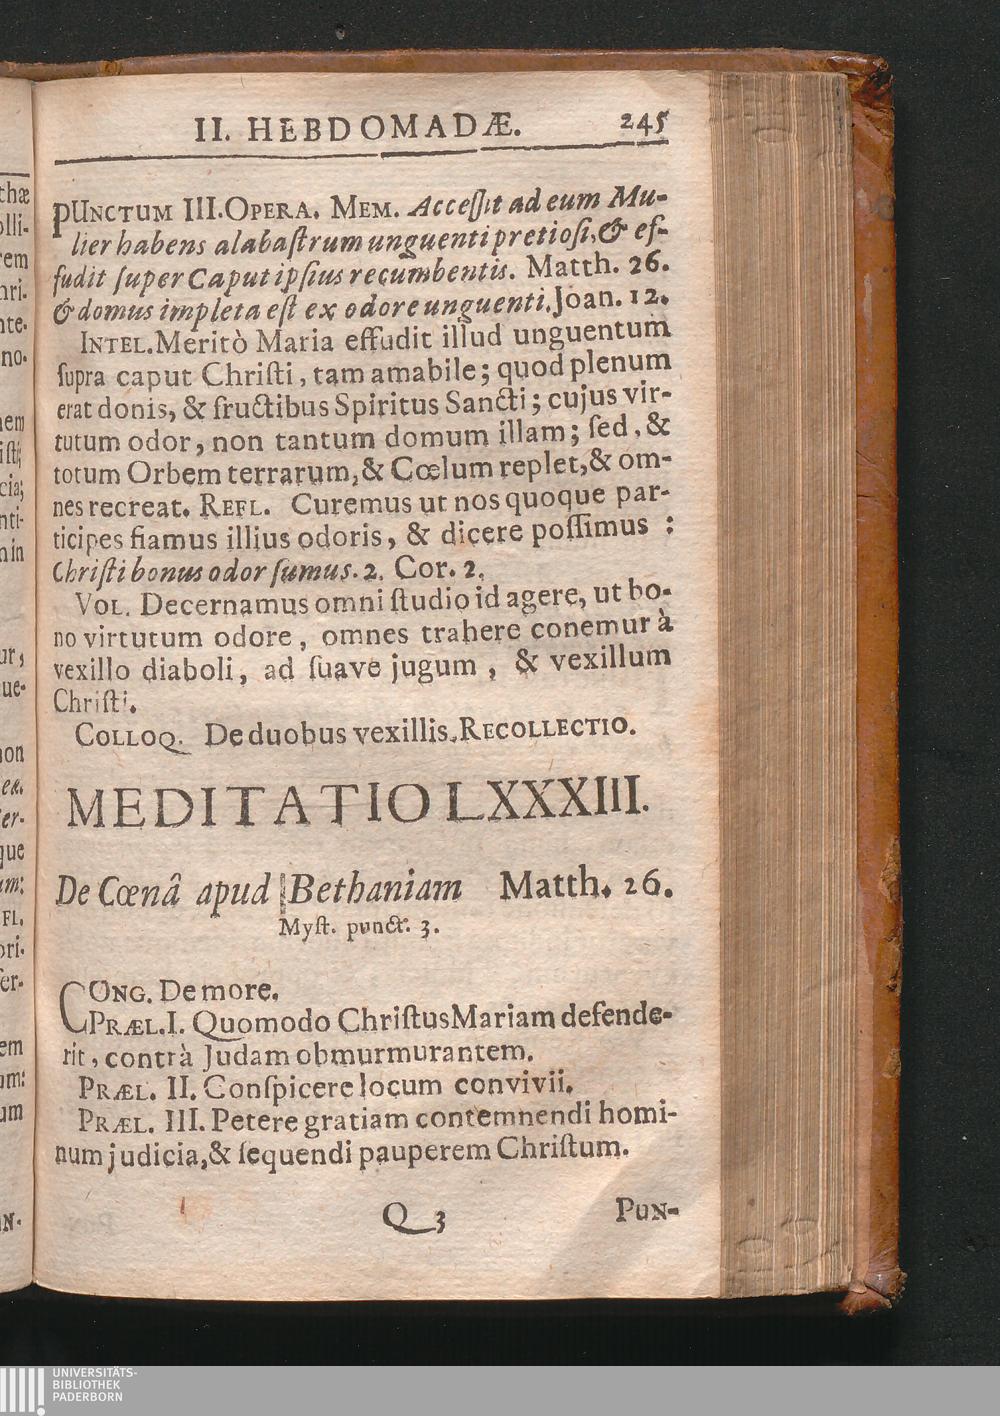 II. HEBDOMADÆ. 245
PUNCTUM III. OPERA. MEM. Acceſſit ad eum Mu-
lier habens alabaſtrum unguenti pretioſi, & ef-
fudit ſuper Caput ipſius recumbentis. Matth. 26.
& domus impleta eſt ex odore unguenti. Joan. 12.
INTEL. Meritò Maria effudit illud unguentum
ſupra caput Chriſti, tam amabile; quod plenum
erat donis, & fructibus Spiritus Sancti; cujus vir-
tutum odor, non tantum domum illam; ſed, &
totum Orbem terrarum, & Cœlum replet, & om-
nes recreat. REFL. Curemus ut nos quoque par-
ticipes fiamus illius odoris, & dicere poſſimus :
Chriſti bonus odor ſumus. 2. Cor. 2.
VOL. Decernamus omni ſtudio id agere, ut bo-
no virtutum odore, omnes trahere conemur à
vexillo diaboli, ad ſuave jugum, & vexillum
Chriſti.
COLLOQ. De duobus vexillis. RECOLLECTIO.
MEDITATIO LXXXIII.
De Cœnâ apud Bethaniam Matth. 26.
Myſt. punct. 3.
CONG. De more.
PRÆL. I. Quomodo Chriſtus Mariam defende-
rit, contrà Judam obmurmurantem.
PRÆL. II. Conſpicere locum convivii.
PRÆL. III. Petere gratiam contemnendi homi-
num judicia, & ſequendi pauperem Chriſtum.
Q 3 PUN-
UNIVERSITÄTS-
BIBLIOTHEK
PADERBORN